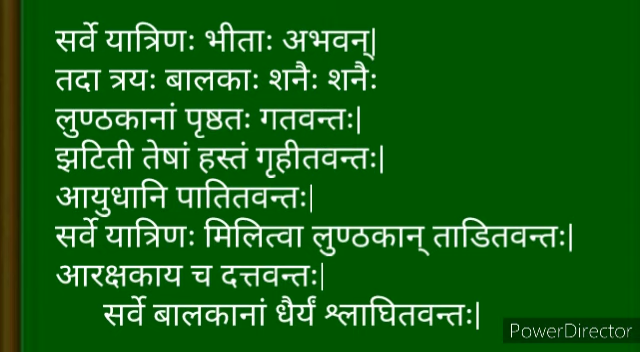 सर्वे यात्रिणः भीताः अभवन्|
तदा त्रयः बालकाः शनैः शनैः
लुण्ठकानां पृष्ठतः गतवन्तः|
झटिती तेषां हस्तं गृहीतवन्तः|
आयुधानि पातितवन्तः|
सर्वे यात्रिणः मिलित्वा लुण्ठकान् ताडितवन्तः|
आरक्षकाय च दत्तवन्तः|
सर्वे बालकानां धैर्यं श्लाघितवन्तः|
PowerDirector